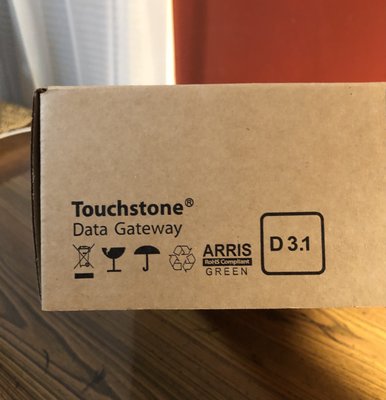 Touchstone®
Data Gateway
ARRIS
RoHS Compliant
GREEN
D 3.1